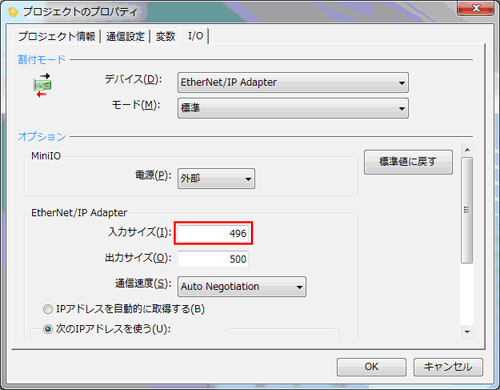 プロジェクトのプロパティ
プロジェクト情報 通信設定 変数 I/O
割付モード
デバイス(D): EtherNet/IP Adapter
モード(M): 標準
オプション
MiniIO
標準値に戻す
電源(P): 外部
EtherNet/IP Adapter
入力サイズ(I): 496
出力サイズ(O): 500
通信速度(S): Auto Negotiation
IPアドレスを自動的に取得する(B)
次のIPアドレスを使う(U):
OK キャンセル